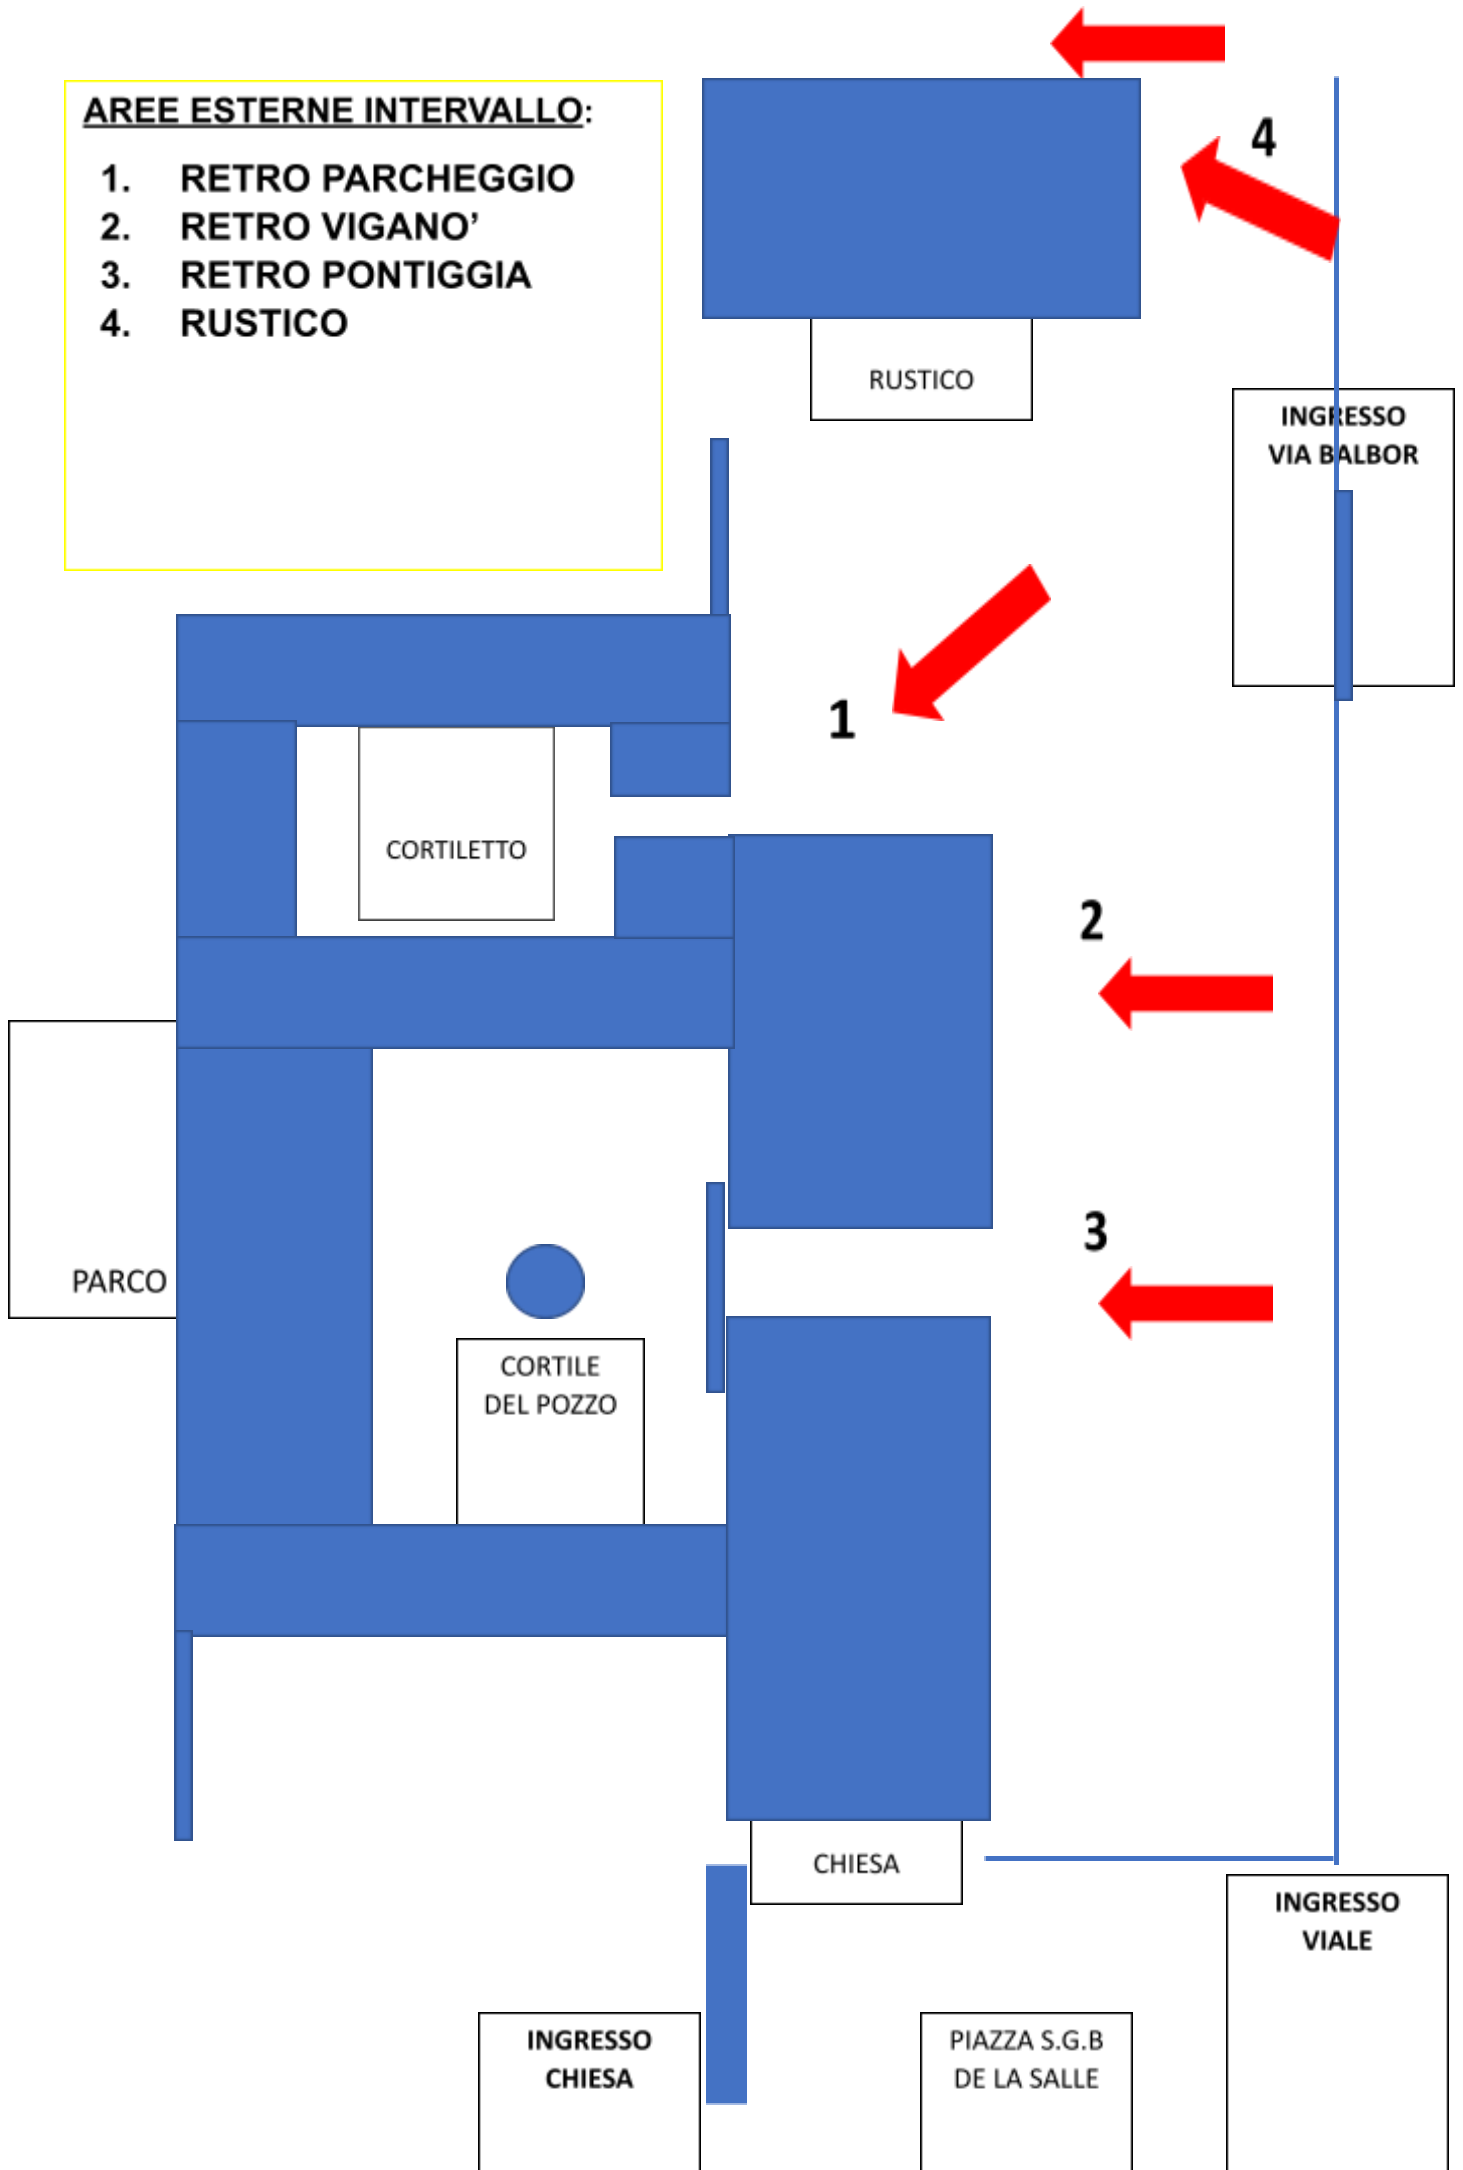 AREE ESTERNE INTERVALLO:
1. RETRO PARCHEGGIO
2. RETRO VIGANO’
3. RETRO PONTIGGIA
4. RUSTICO
4
RUSTICO
INGRESSO
VIA BALBOR
1
CORTILETTO
2
3
PARCO
CORTILE
DEL POZZO
CHIESA
INGRESSO
VIALE
INGRESSO
CHIESA
PIAZZA S.G.B
DE LA SALLE